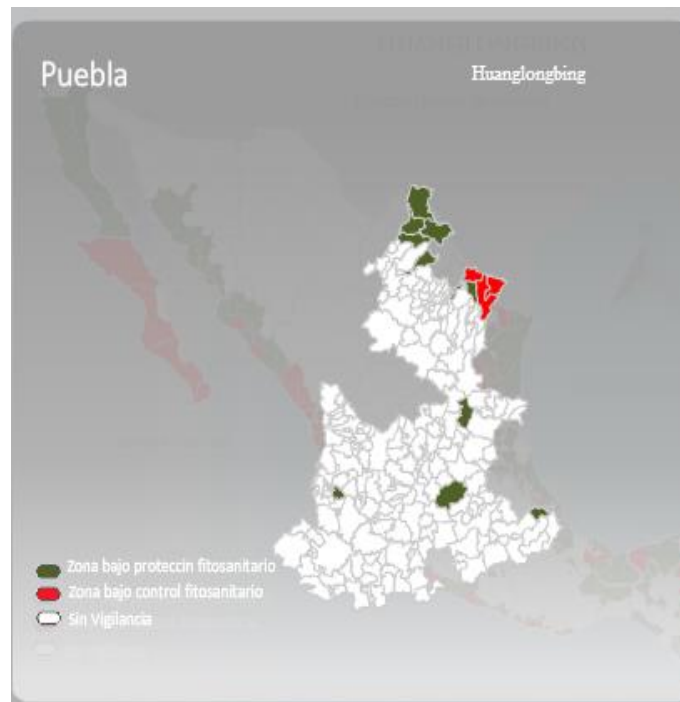 Puebla
Huanglongbing
Zona bajo proteccin fitosanitario
Zona bajo control fitosanitario
Sin Vigilancia